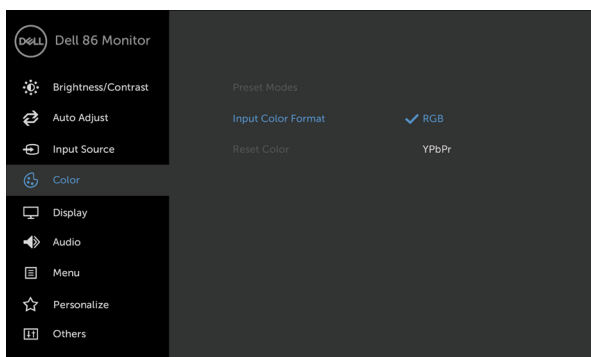 DELL Dell 86 Monitor
Brightness/Contrast
Preset Modes
Auto Adjust
Input Color Format
RGB
Input Source
Reset Color
YPbPr
Color
Display
Audio
Menu
Personalize
Others